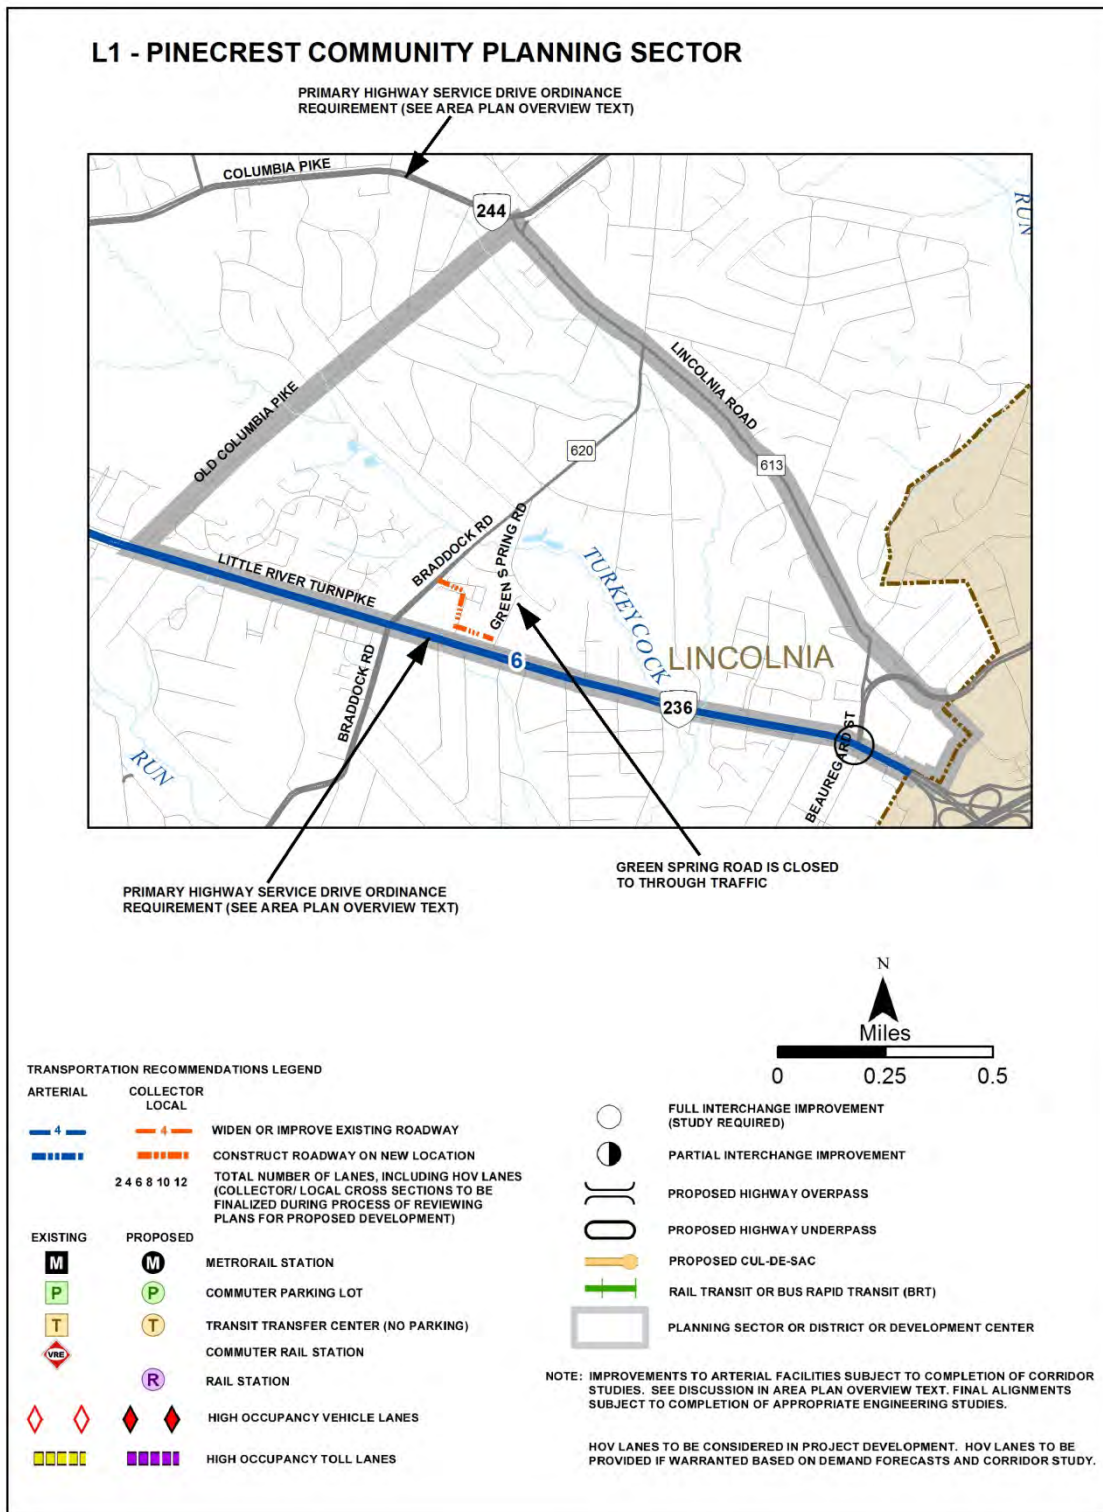 L1 - PINECREST COMMUNITY PLANNING SECTOR
PRIMARY HIGHWAY SERVICE DRIVE ORDINANCE
REQUIREMENT (SEE AREA PLAN OVERVIEW TEXT)
COLUMBIA PIKE
244
RUN
OLD COLUMBIA PIKE
LINCOLNIA ROAD
620
613
BRADDOCK RD
GREEN SPRING RD
LITTLE RIVER TURNPIKE
TURKEYCOCK
LINCOLNIA
6
236
BRADDOCK RD
RUN
BEAUREGARD ST
GREEN SPRING ROAD IS CLOSED
TO THROUGH TRAFFIC
PRIMARY HIGHWAY SERVICE DRIVE ORDINANCE
REQUIREMENT (SEE AREA PLAN OVERVIEW TEXT)
N
Miles
0 0.25 0.5
TRANSPORTATION RECOMMENDATIONS LEGEND
ARTERIAL
COLLECTOR
LOCAL
4 4 WIDEN OR IMPROVE EXISTING ROADWAY
CONSTRUCT ROADWAY ON NEW LOCATION
2 4 6 8 10 12 TOTAL NUMBER OF LANES, INCLUDING HOV LANES
(COLLECTOR/ LOCAL CROSS SECTIONS TO BE
FINALIZED DURING PROCESS OF REVIEWING
PLANS FOR PROPOSED DEVELOPMENT)
EXISTING PROPOSED
M M METRORAIL STATION
P P COMMUTER PARKING LOT
T T TRANSIT TRANSFER CENTER (NO PARKING)
VRE COMMUTER RAIL STATION
R RAIL STATION
HIGH OCCUPANCY VEHICLE LANES
HIGH OCCUPANCY TOLL LANES
FULL INTERCHANGE IMPROVEMENT
(STUDY REQUIRED)
PARTIAL INTERCHANGE IMPROVEMENT
PROPOSED HIGHWAY OVERPASS
PROPOSED HIGHWAY UNDERPASS
PROPOSED CUL-DE-SAC
RAIL TRANSIT OR BUS RAPID TRANSIT (BRT)
PLANNING SECTOR OR DISTRICT OR DEVELOPMENT CENTER
NOTE: IMPROVEMENTS TO ARTERIAL FACILITIES SUBJECT TO COMPLETION OF CORRIDOR
STUDIES. SEE DISCUSSION IN AREA PLAN OVERVIEW TEXT. FINAL ALIGNMENTS
SUBJECT TO COMPLETION OF APPROPRIATE ENGINEERING STUDIES.
HOV LANES TO BE CONSIDERED IN PROJECT DEVELOPMENT. HOV LANES TO BE
PROVIDED IF WARRANTED BASED ON DEMAND FORECASTS AND CORRIDOR STUDY.